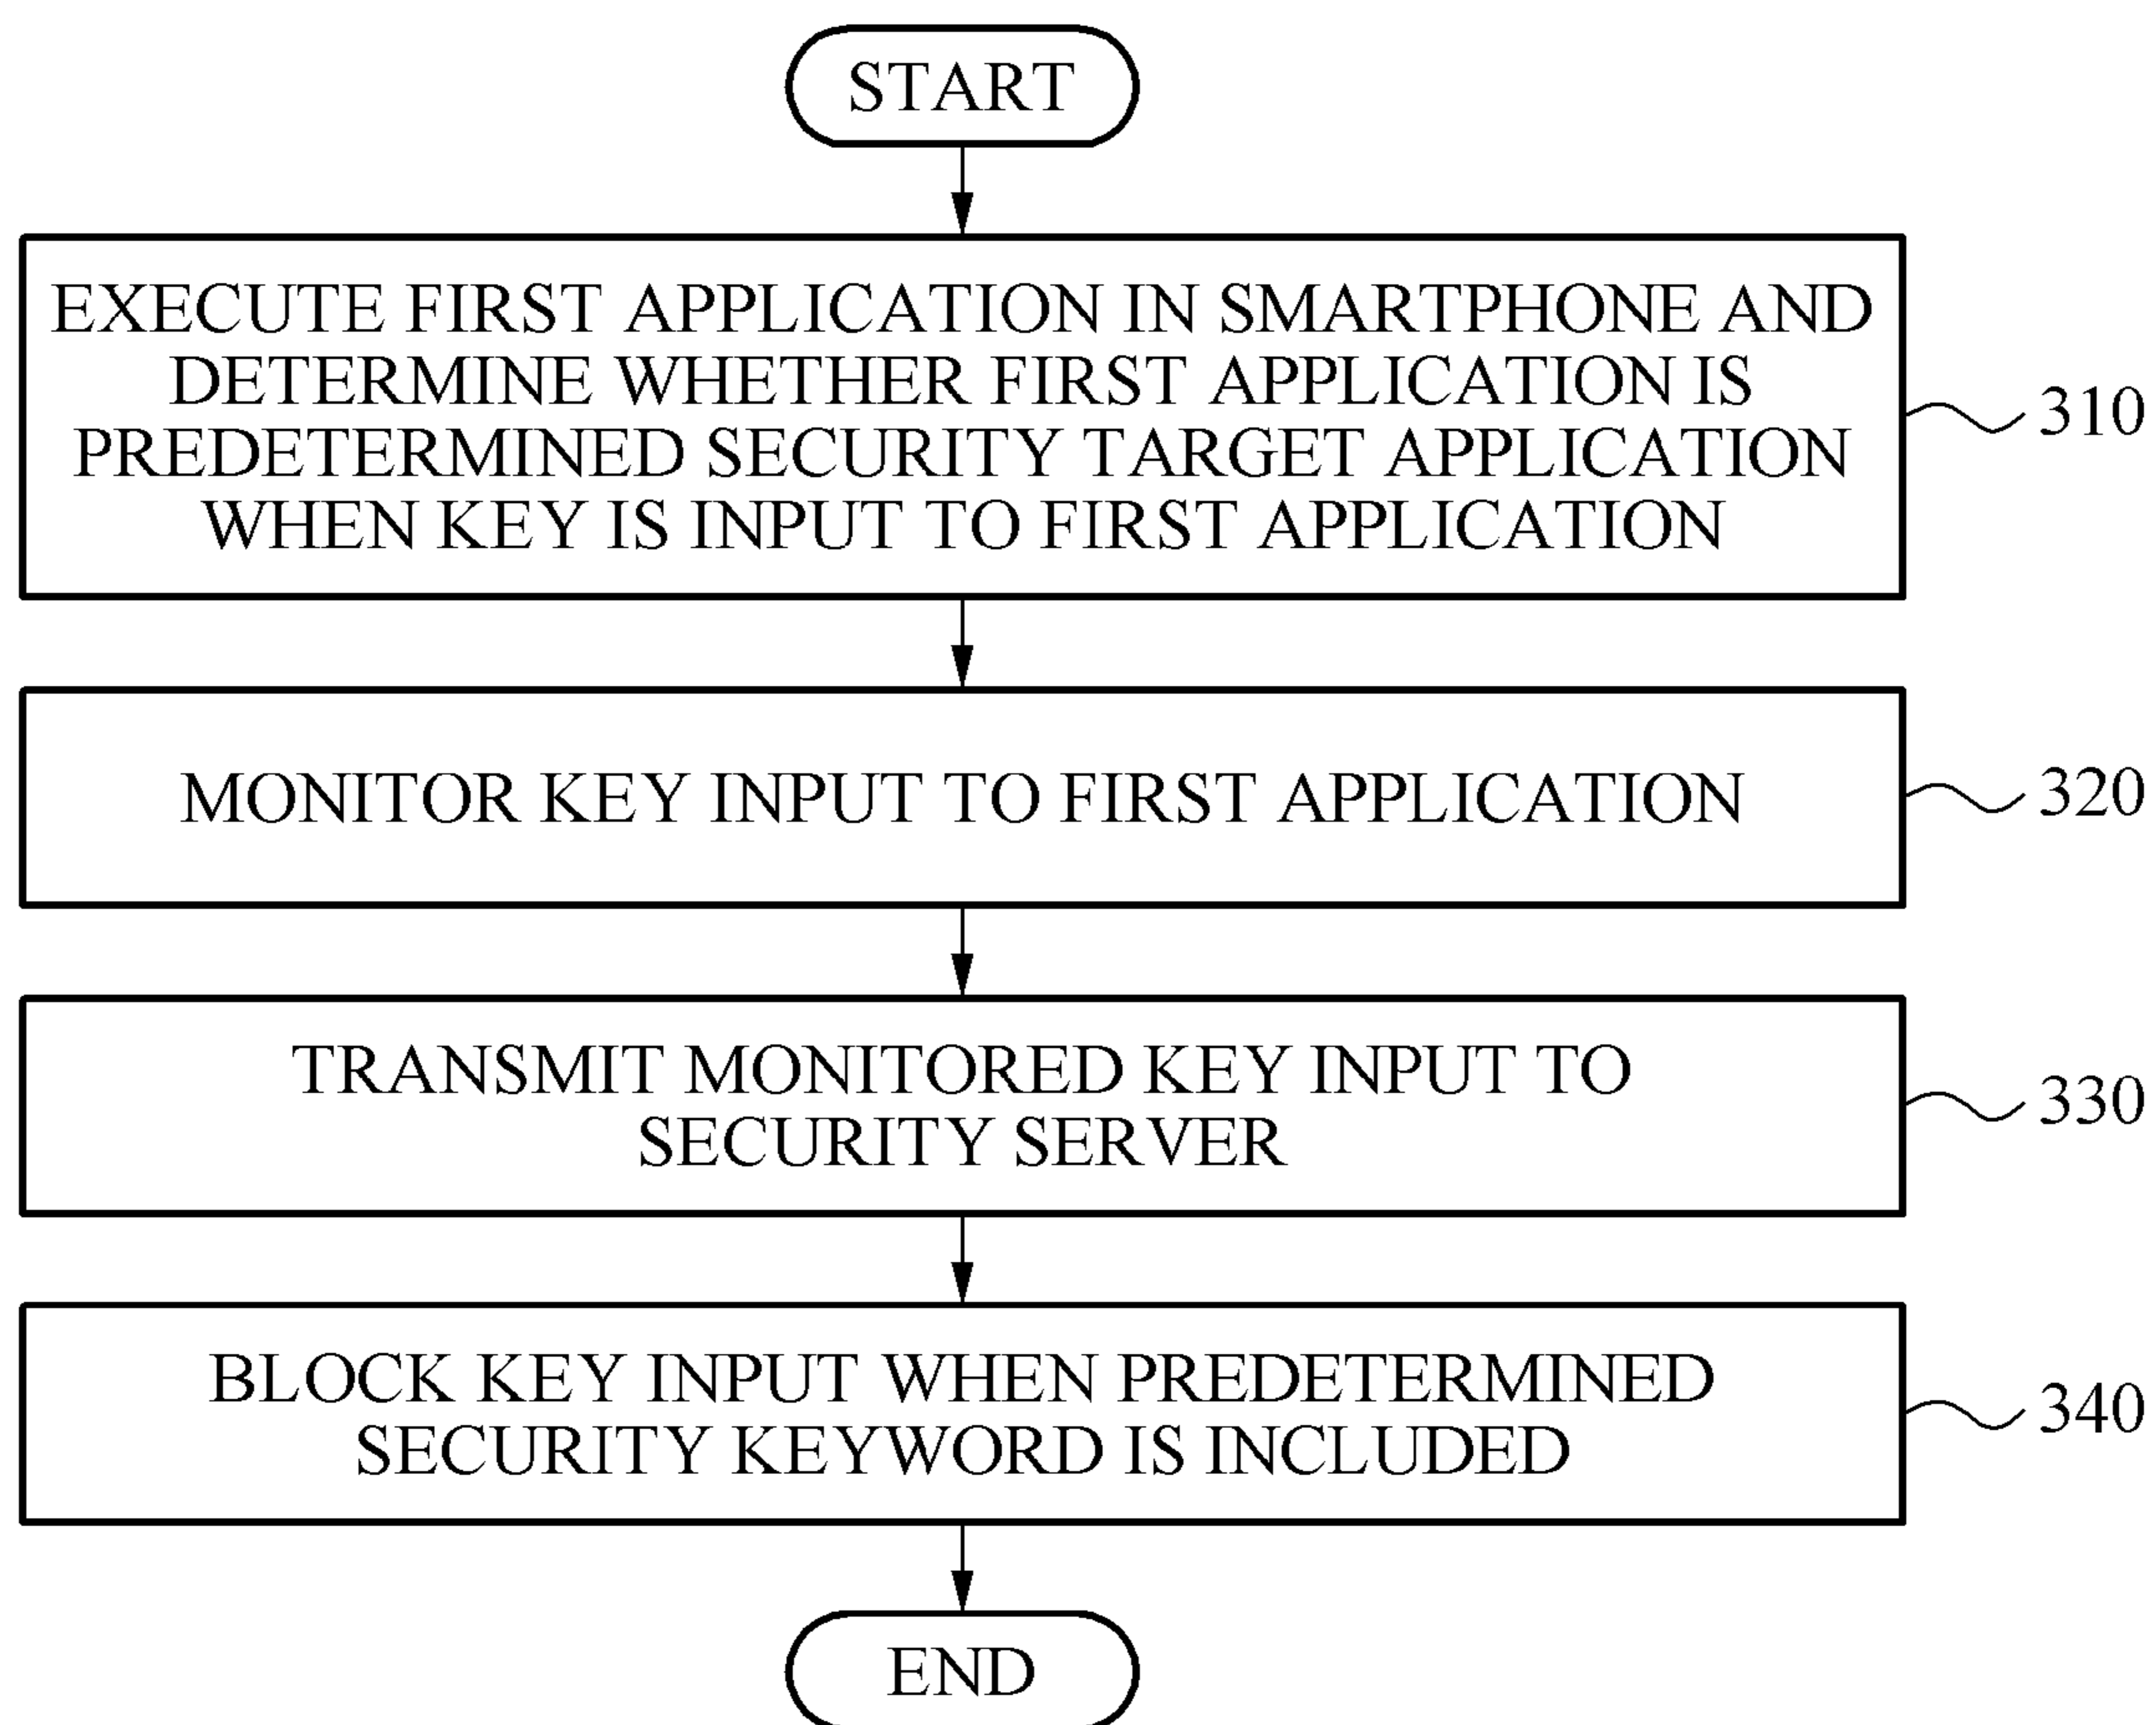 START
EXECUTE FIRST APPLICATION IN SMARTPHONE AND
DETERMINE WHETHER FIRST APPLICATION IS
PREDETERMINED SECURITY TARGET APPLICATION
WHEN KEY IS INPUT TO FIRST APPLICATION
310
MONITOR KEY INPUT TO FIRST APPLICATION
320
TRANSMIT MONITORED KEY INPUT TO
SECURITY SERVER
330
BLOCK KEY INPUT WHEN PREDETERMINED
SECURITY KEYWORD IS INCLUDED
340
END